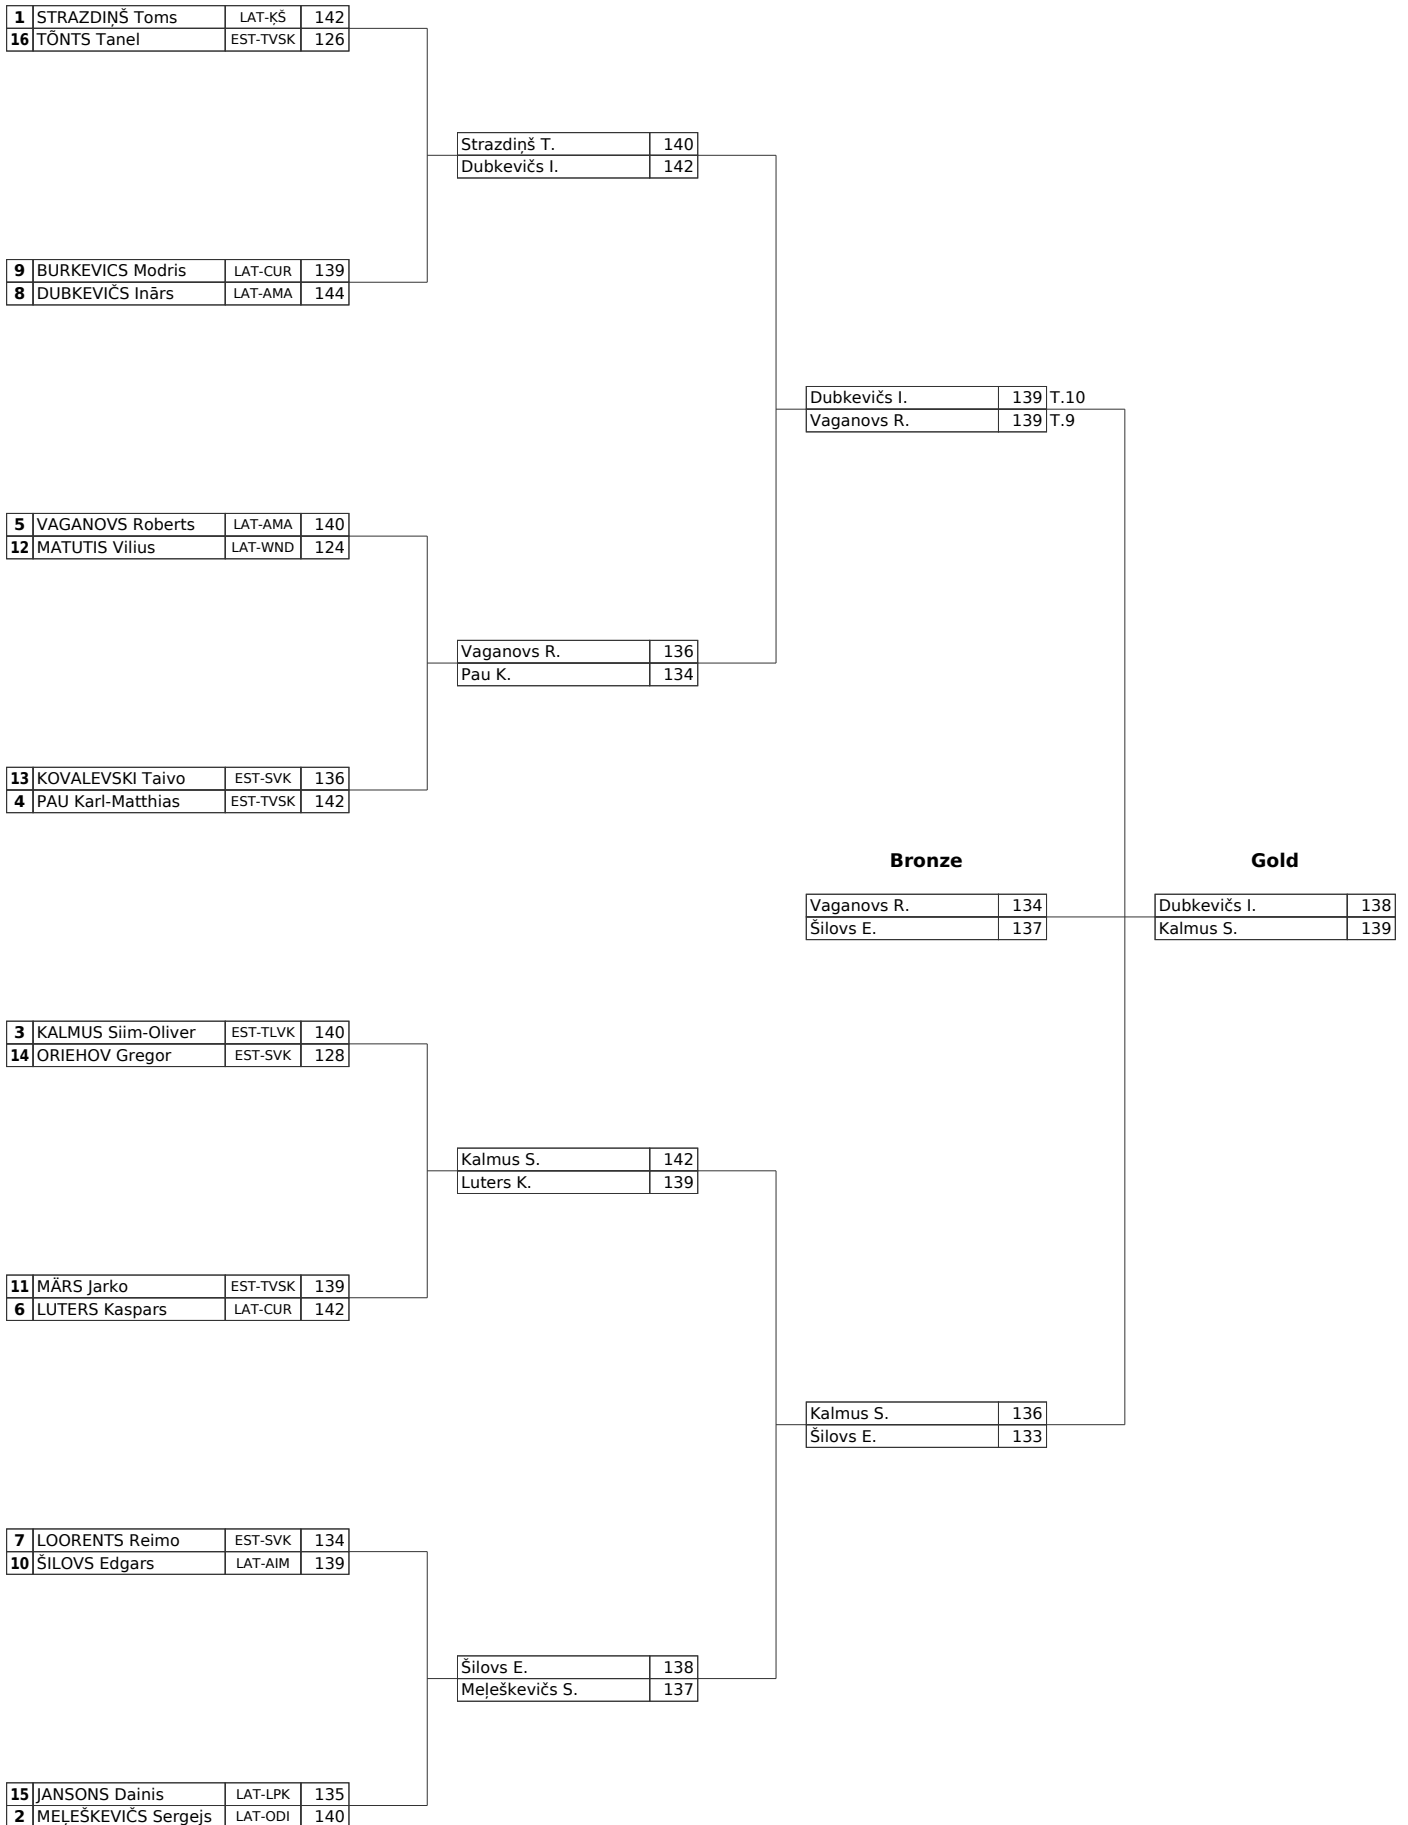 1 STRAZDIŅŠ Toms LAT-ĶŠ 142
16 TÕNTS Tanel EST-TVSK 126
Strazdiņš T. 140
Dubkevičs I. 142
9 BURKEVICS Modris LAT-CUR 139
8 DUBKEVIČS Inārs LAT-AMA 144
Dubkevičs I. 139 T.10
Vaganovs R. 139 T.9
5 VAGANOVS Roberts LAT-AMA 140
12 MATUTIS Vilius LAT-WND 124
Vaganovs R. 136
Pau K. 134
13 KOVALEVSKI Taivo EST-SVK 136
4 PAU Karl-Matthias EST-TVSK 142
Bronze Gold
Vaganovs R. 134 Dubkevičs I. 138
Šilovs E. 137 Kalmus S. 139
3 KALMUS Siim-Oliver EST-TLVK 140
14 ORIEHOV Gregor EST-SVK 128
Kalmus S. 142
Luters K. 139
11 MÄRS Jarko EST-TVSK 139
6 LUTERS Kaspars LAT-CUR 142
Kalmus S. 136
Šilovs E. 133
7 LOORENTS Reimo EST-SVK 134
10 ŠILOVS Edgars LAT-AIM 139
Šilovs E. 138
Meļeškevičs S. 137
15 JANSONS Dainis LAT-LPK 135
2 MEĻEŠKEVIČS Sergejs LAT-ODI 140